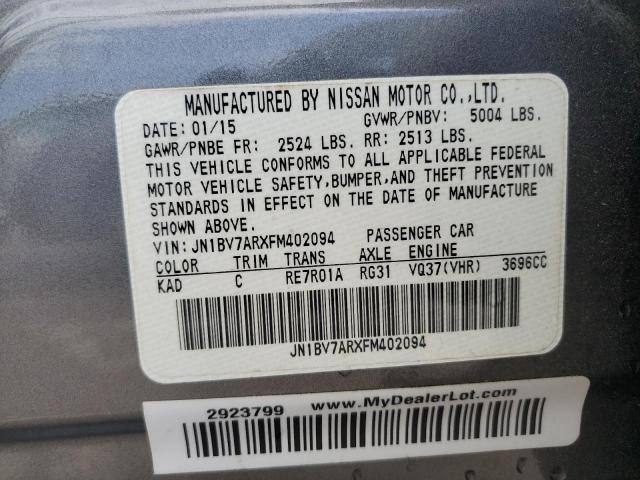 MANUFACTURED BY NISSAN MOTOR CO.,LTD.
DATE: 01/15 GVWR/PNBV: 5004 LBS.
GAWR/PNBE FR: 2524 LBS. RR: 2513 LBS.
THIS VEHICLE CONFORMS TO ALL APPLICABLE FEDERAL
MOTOR VEHICLE SAFETY,BUMPER,AND THEFT PREVENTION
STANDARDS IN EFFECT ON THE DATE OF MANUFACTURE
SHOWN ABOVE.
VIN: JN1BV7ARXFM402094 PASSENGER CAR
COLOR TRIM TRANS AXLE ENGINE
KAD C RE7R01A RG31 VQ37(VHR) 3696CC
JN1BV7ARXFM402094
2923799 www.MyDealerLot.com